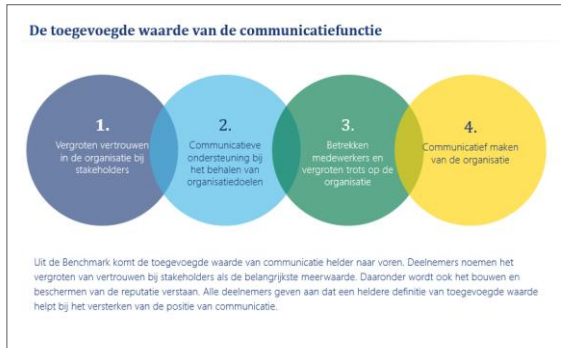 De toegevoegde waarde van de communicatiefunctie
1.
Vergroten vertrouwen
in de organisatie bij
stakeholders
2.
Communicatieve
ondersteuning bij
het behalen van
organisatiedoelen
3.
Betrekken
medewerkers en
vergroten trots op de
organisatie
4.
Communicatief maken
van de organisatie
Uit de Benchmark komt de toegevoegde waarde van communicatie helder naar voren. Deelnemers noemen het
vergroten van vertrouwen bij stakeholders als de belangrijkste meerwaarde. Daaronder wordt ook het bouwen en
beschermen van de reputatie verstaan. Alle deelnemers geven aan dat een heldere definitie van toegevoegde waarde
helpt bij het versterken van de positie van communicatie.